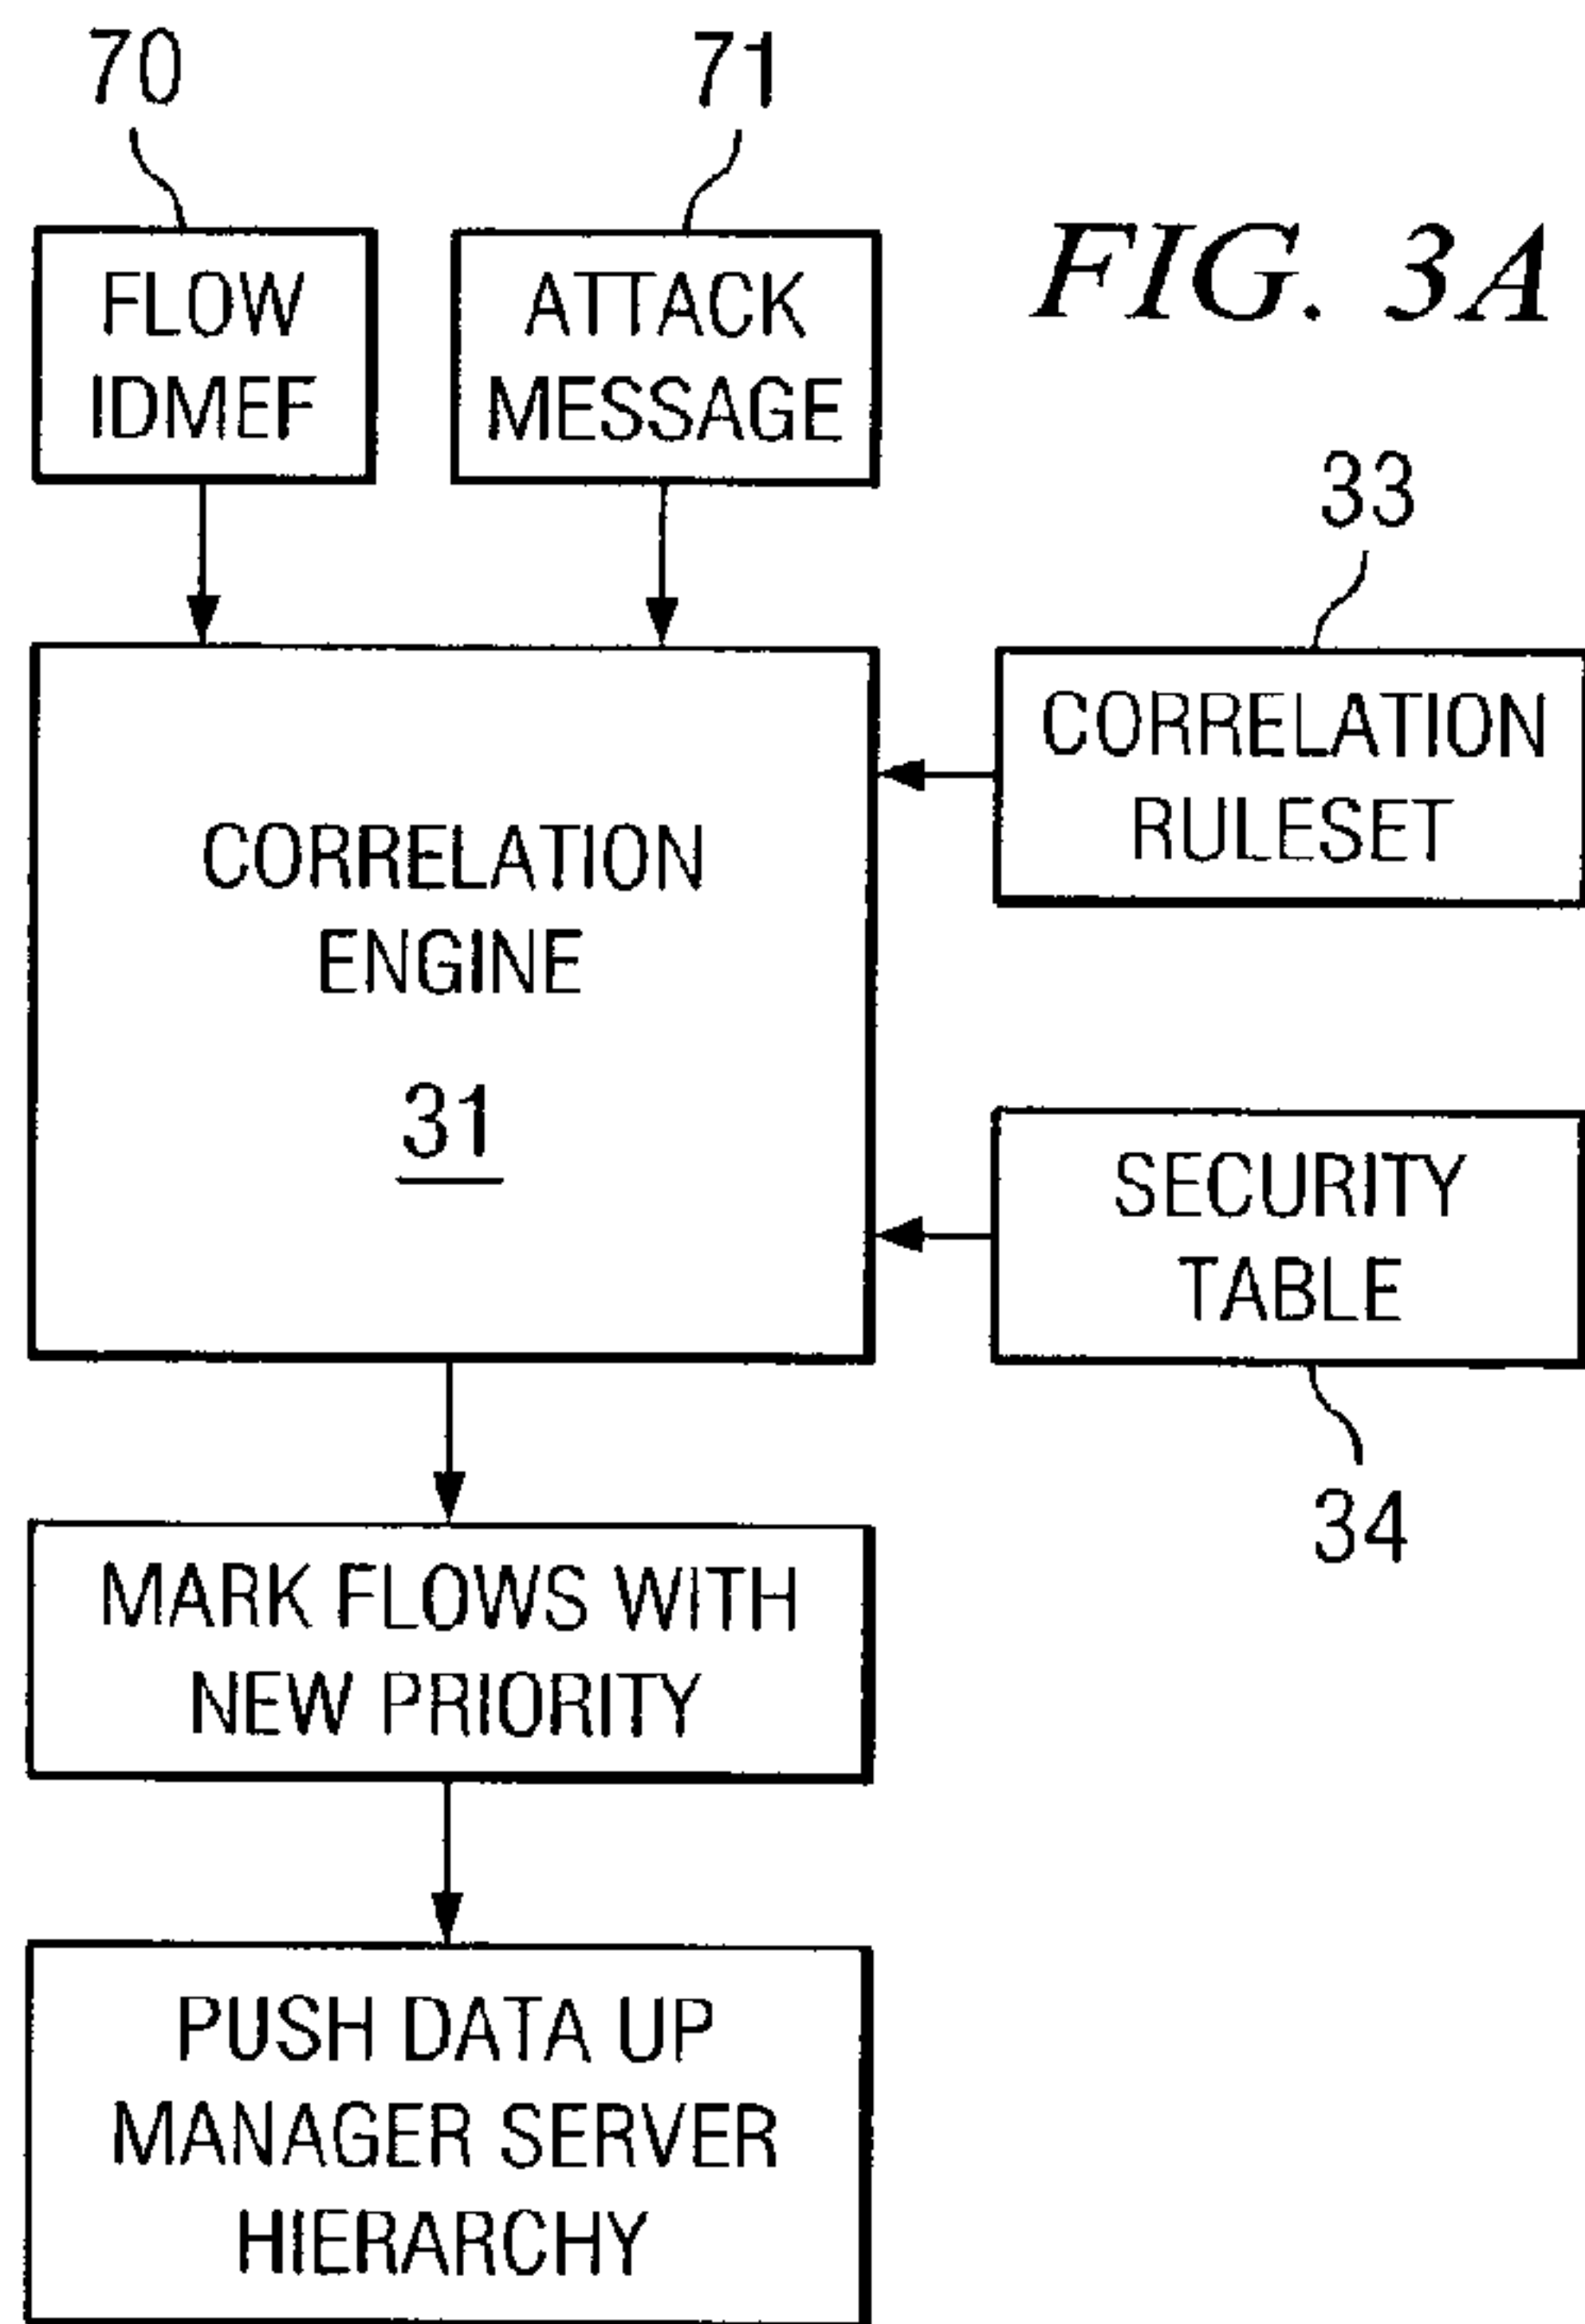 70
71
FIG. 3A
FLOW
IDMEF
ATTACK
MESSAGE
33
CORRELATION
RULESET
CORRELATION
ENGINE
31
SECURITY
TABLE
34
MARK FLOWS WITH
NEW PRIORITY
PUSH DATA UP
MANAGER SERVER
HIERARCHY